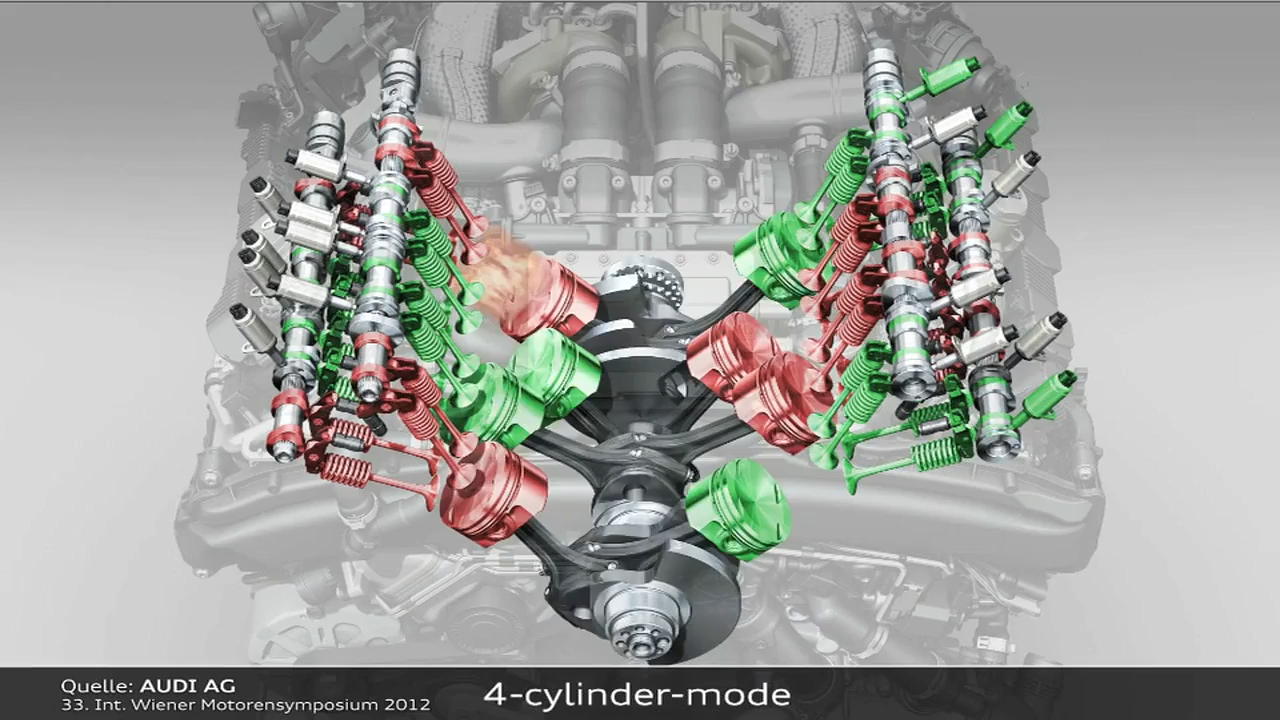 Quelle: AUDI AG
33. Int. Wiener Motorensymposium 2012
4-cylinder-mode